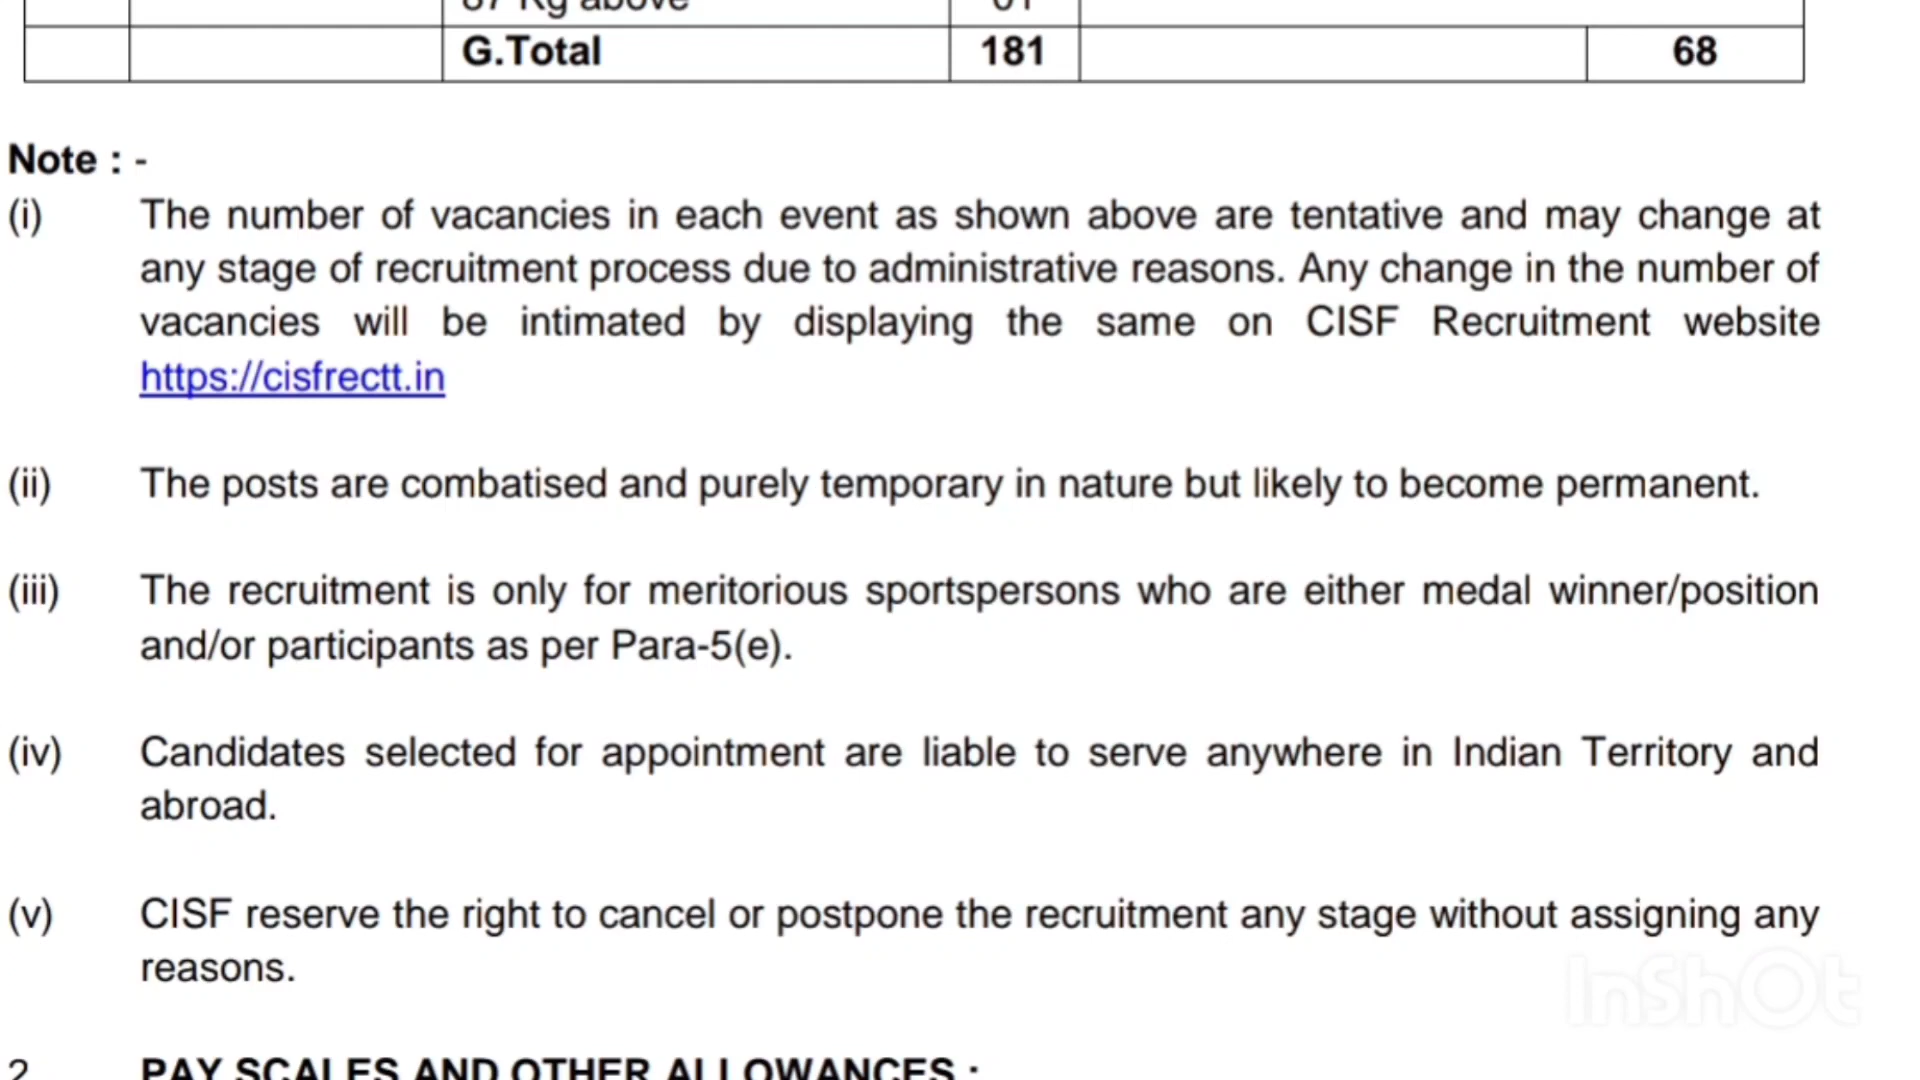 87 Kg above 01
G.Total 181 68
Note : -
(i) The number of vacancies in each event as shown above are tentative and may change at
any stage of recruitment process due to administrative reasons. Any change in the number of
vacancies will be intimated by displaying the same on CISF Recruitment website
https://cisfrectt.in
(ii) The posts are combatised and purely temporary in nature but likely to become permanent.
(iii) The recruitment is only for meritorious sportspersons who are either medal winner/position
and/or participants as per Para-5(e).
(iv) Candidates selected for appointment are liable to serve anywhere in Indian Territory and
abroad.
(v) CISF reserve the right to cancel or postpone the recruitment any stage without assigning any
reasons.
InShOt
2 PAY SCALES AND OTHER ALLOWANCES :